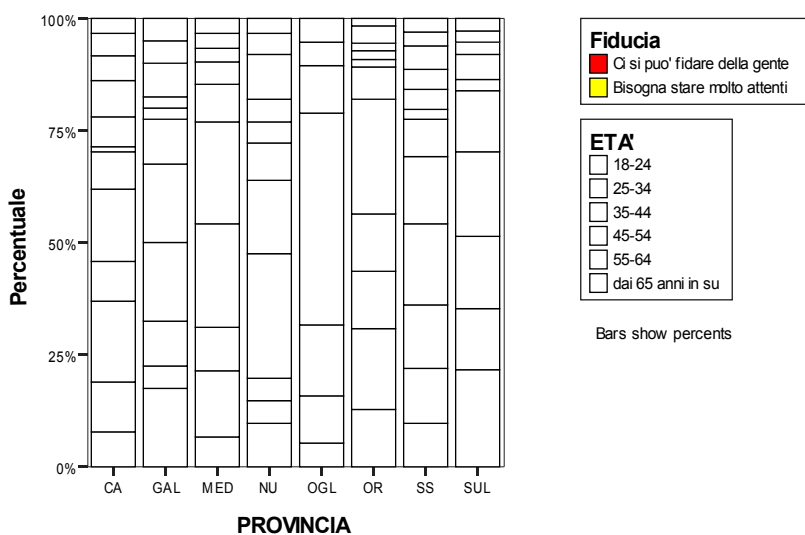 100%
75%
50%
25%
0%
Percentuale
CA GAL MED NU OGL OR SS SUL
PROVINCIA
Fiducia
Ci si puo' fidare della gente
Bisogna stare molto attenti
ETA'
18-24
25-34
35-44
45-54
55-64
dai 65 anni in su
Bars show percents